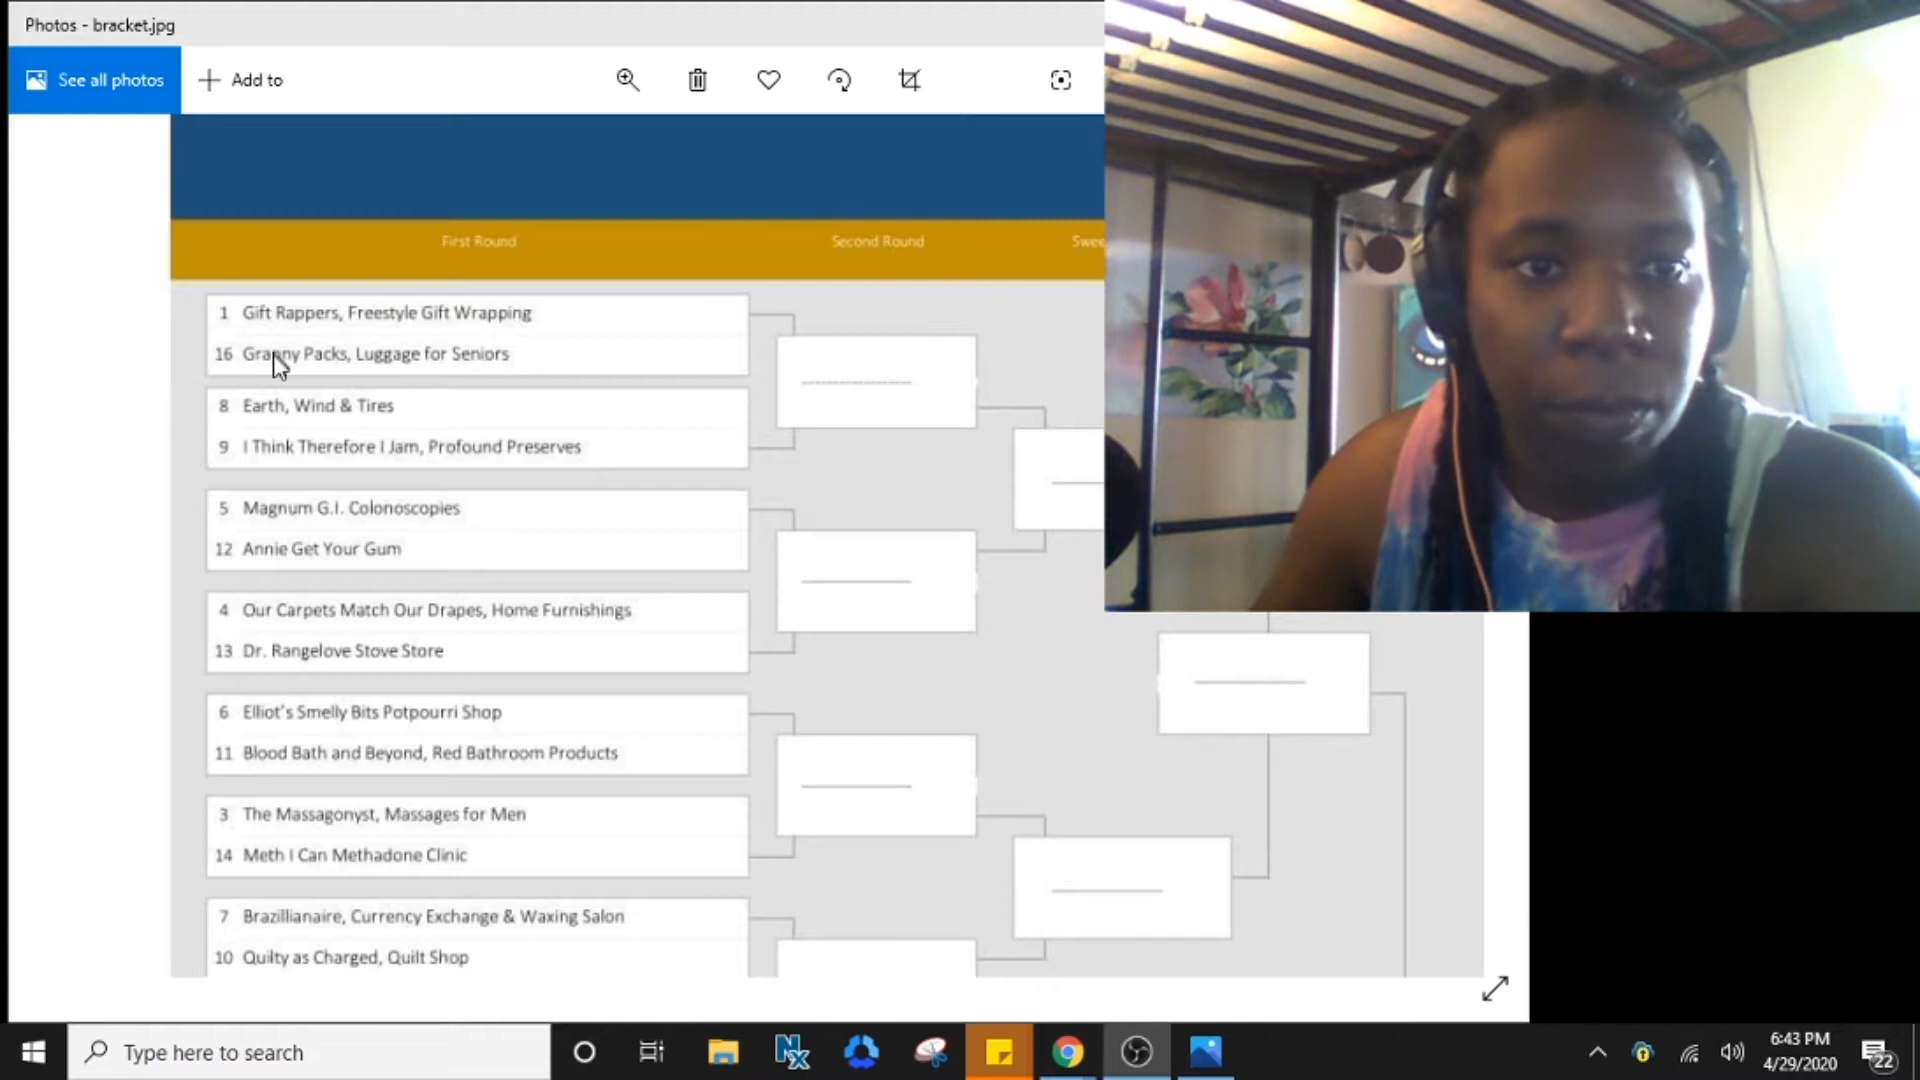 Photos - bracket.jpg
See all photos
Add to
First Round
Second Round
1 Gift Rappers, Freestyle Gift Wrapping
16 Granny Packs, Luggage for Seniors
8 Earth, Wind & Tires
9 I Think Therefore I Jam, Profound Preserves
5 Magnum G.I. Colonoscopies
12 Annie Get Your Gum
4 Our Carpets Match Our Drapes, Home Furnishings
13 Dr. Rangelove Stove Store
6 Elliot's Smelly Bits Potpourri Shop
11 Blood Bath and Beyond, Red Bathroom Products
3 The Massagonyst, Massages for Men
14 Meth I Can Methadone Clinic
7 Brazillianaire, Currency Exchange & Waxing Salon
10 Quilty as Charged, Quilt Shop
Type here to search
6:43 PM
4/29/2020
22